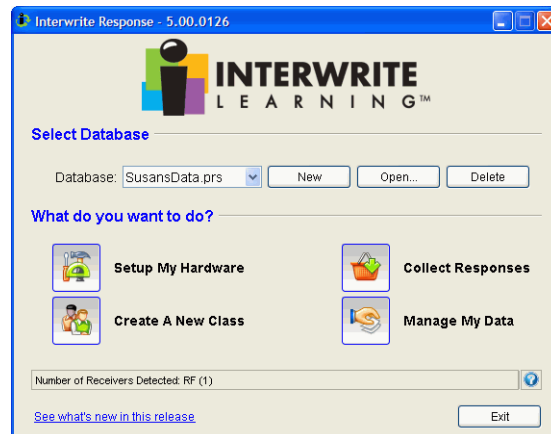 Interwrite Response - 5.00.0126
INTERWRITE
LEARNING™
Select Database
Database: SusansData.prs New Open... Delete
What do you want to do?
Setup My Hardware Collect Responses
Create A New Class Manage My Data
Number of Receivers Detected: RF (1) ?
See what's new in this release Exit